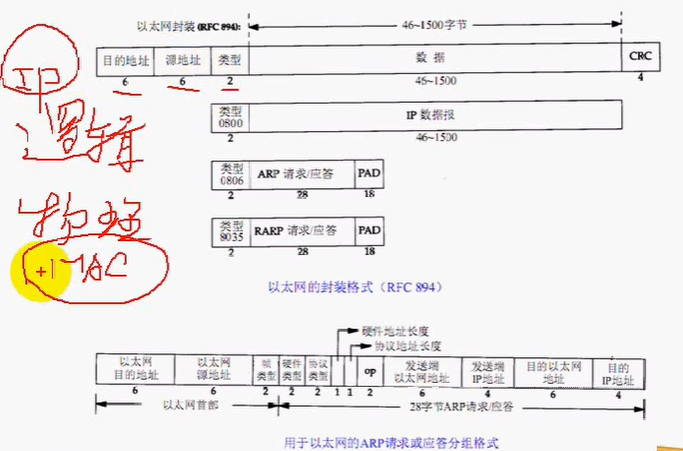 以太网封装(RFC 894):
46~1500字节
目的地址 源地址 类型 数 据 CRC
6 6 2 46~1500 4
类型 0800 IP 数据报
2 46~1500
类型 0806 ARP 请求/应答 PAD
2 28 18
类型 8035 RARP 请求/应答 PAD
2 28 18
IP
逻辑
物理
MAC
以太网的封装格式（RFC 894）
硬件地址长度
协议地址长度
以太网 目的地址 以太网 源地址 帧 类型 硬件 类型 协议 类型 1 1 op 发送端 以太网地址 发送端 IP地址 目的以太网 地址 目的 IP地址
6 6 2 2 2 2 6 4 6 4
以太网首部 28字节ARP请求/应答
用于以太网的ARP请求或应答分组格式